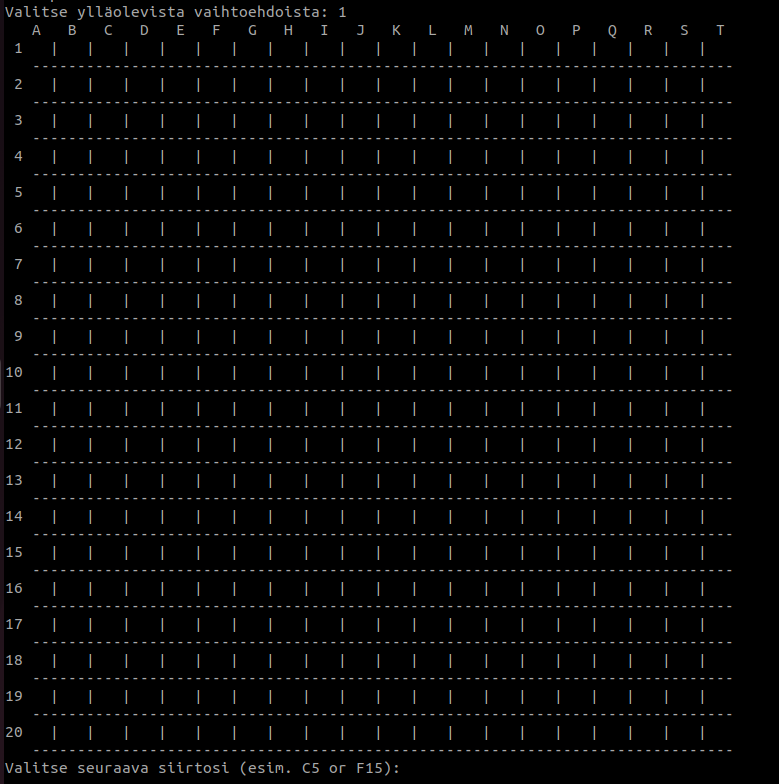 Valitse ylläolevista vaihtoehdoista: 1
   A   B   C   D   E   F   G   H   I   J   K   L   M   N   O   P   Q   R   S   T
 1   |   |   |   |   |   |   |   |   |   |   |   |   |   |   |   |   |   |   |
   ------------------------------------------------------------------------------
 2   |   |   |   |   |   |   |   |   |   |   |   |   |   |   |   |   |   |   |
   ------------------------------------------------------------------------------
 3   |   |   |   |   |   |   |   |   |   |   |   |   |   |   |   |   |   |   |
   ------------------------------------------------------------------------------
 4   |   |   |   |   |   |   |   |   |   |   |   |   |   |   |   |   |   |   |
   ------------------------------------------------------------------------------
 5   |   |   |   |   |   |   |   |   |   |   |   |   |   |   |   |   |   |   |
   ------------------------------------------------------------------------------
 6   |   |   |   |   |   |   |   |   |   |   |   |   |   |   |   |   |   |   |
   ------------------------------------------------------------------------------
 7   |   |   |   |   |   |   |   |   |   |   |   |   |   |   |   |   |   |   |
   ------------------------------------------------------------------------------
 8   |   |   |   |   |   |   |   |   |   |   |   |   |   |   |   |   |   |   |
   ------------------------------------------------------------------------------
 9   |   |   |   |   |   |   |   |   |   |   |   |   |   |   |   |   |   |   |
   ------------------------------------------------------------------------------
10   |   |   |   |   |   |   |   |   |   |   |   |   |   |   |   |   |   |   |
   ------------------------------------------------------------------------------
11   |   |   |   |   |   |   |   |   |   |   |   |   |   |   |   |   |   |   |
   ------------------------------------------------------------------------------
12   |   |   |   |   |   |   |   |   |   |   |   |   |   |   |   |   |   |   |
   ------------------------------------------------------------------------------
13   |   |   |   |   |   |   |   |   |   |   |   |   |   |   |   |   |   |   |
   ------------------------------------------------------------------------------
14   |   |   |   |   |   |   |   |   |   |   |   |   |   |   |   |   |   |   |
   ------------------------------------------------------------------------------
15   |   |   |   |   |   |   |   |   |   |   |   |   |   |   |   |   |   |   |
   ------------------------------------------------------------------------------
16   |   |   |   |   |   |   |   |   |   |   |   |   |   |   |   |   |   |   |
   ------------------------------------------------------------------------------
17   |   |   |   |   |   |   |   |   |   |   |   |   |   |   |   |   |   |   |
   ------------------------------------------------------------------------------
18   |   |   |   |   |   |   |   |   |   |   |   |   |   |   |   |   |   |   |
   ------------------------------------------------------------------------------
19   |   |   |   |   |   |   |   |   |   |   |   |   |   |   |   |   |   |   |
   ------------------------------------------------------------------------------
20   |   |   |   |   |   |   |   |   |   |   |   |   |   |   |   |   |   |   |
   ------------------------------------------------------------------------------
Valitse seuraava siirtosi (esim. C5 or F15):